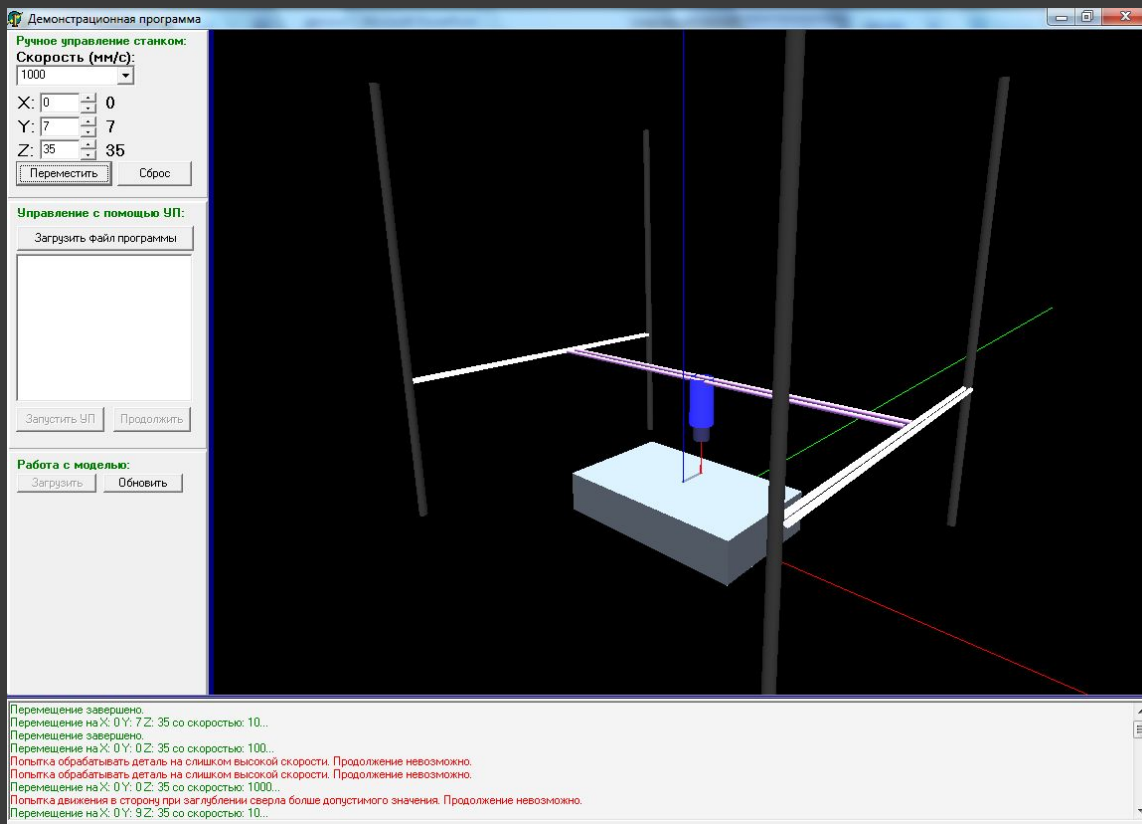 Демонстрационная программа
Ручное управление станком:
Скорость (мм/с):
1000
X: 0 0
Y: 7 7
Z: 35 35
Переместить Сброс
Управление с помощью УП:
Загрузить файл программы
Запустить УП Продолжить
Работа с моделью:
Загрузить Обновить
Перемещение завершено.
Перемещение на X: 0 Y: 7 Z: 35 со скоростью: 10...
Перемещение завершено.
Перемещение на X: 0 Y: 0 Z: 35 со скоростью: 100...
Попытка обрабатывать деталь на слишком высокой скорости. Продолжение невозможно.
Попытка обрабатывать деталь на слишком высокой скорости. Продолжение невозможно.
Перемещение на X: 0 Y: 0 Z: 35 со скоростью: 1000...
Попытка движения в сторону при заглублении сверла болше допустимого значения. Продолжение невозможно.
Перемещение на X: 0 Y: 9 Z: 35 со скоростью: 10...